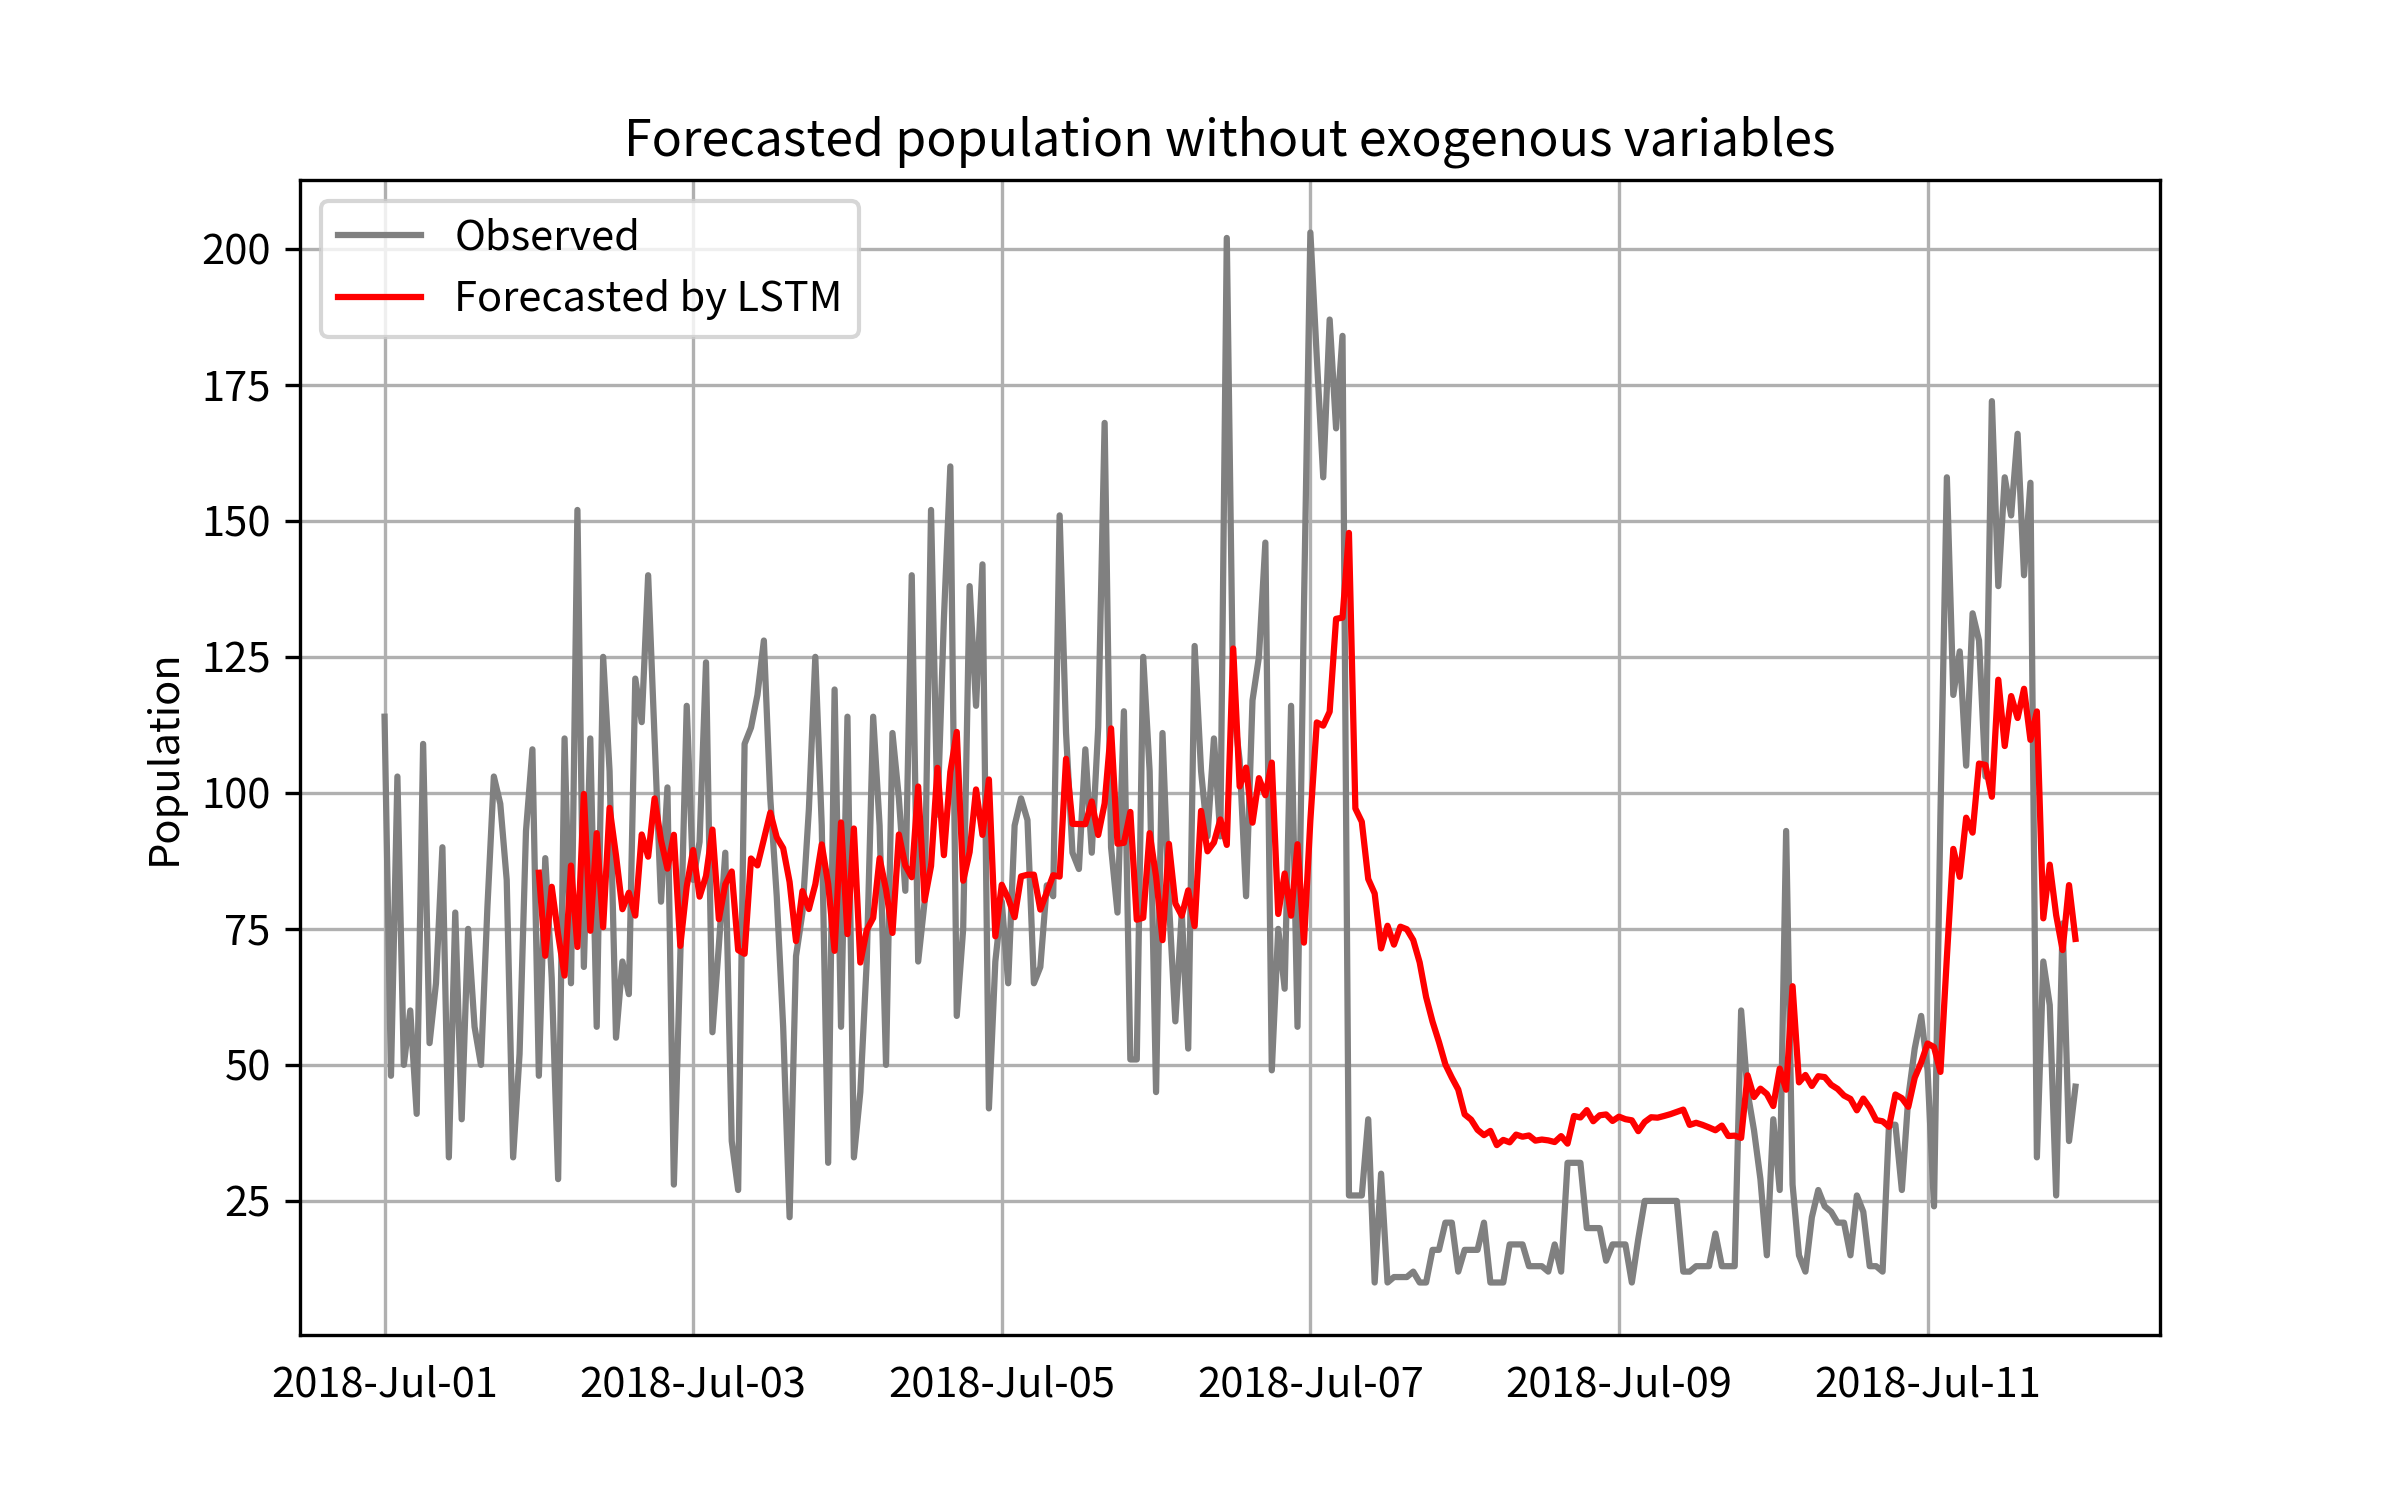 Forecasted population without exogenous variables
Observed
Forecasted by LSTM
Population
200
175
150
125
100
75
50
25
2018-Jul-01
2018-Jul-03
2018-Jul-05
2018-Jul-07
2018-Jul-09
2018-Jul-11